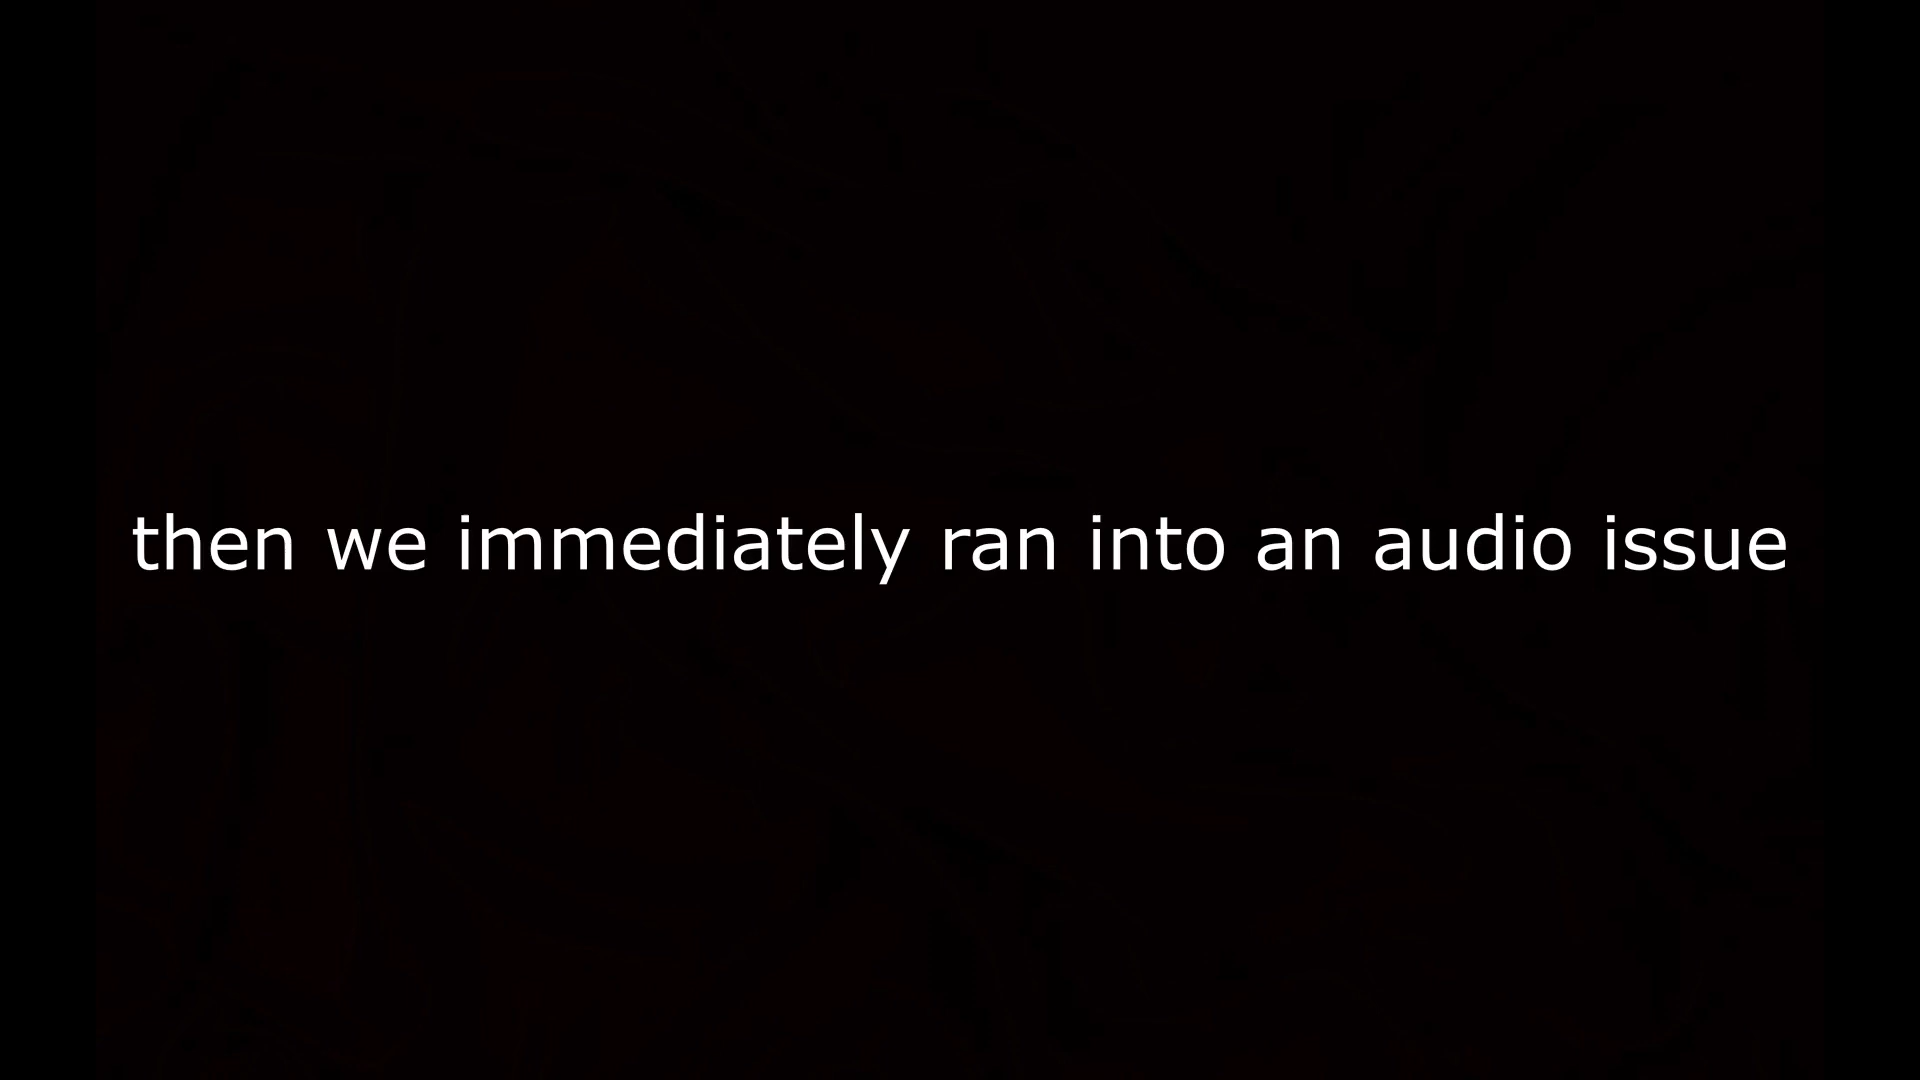 then we immediately ran into an audio issue